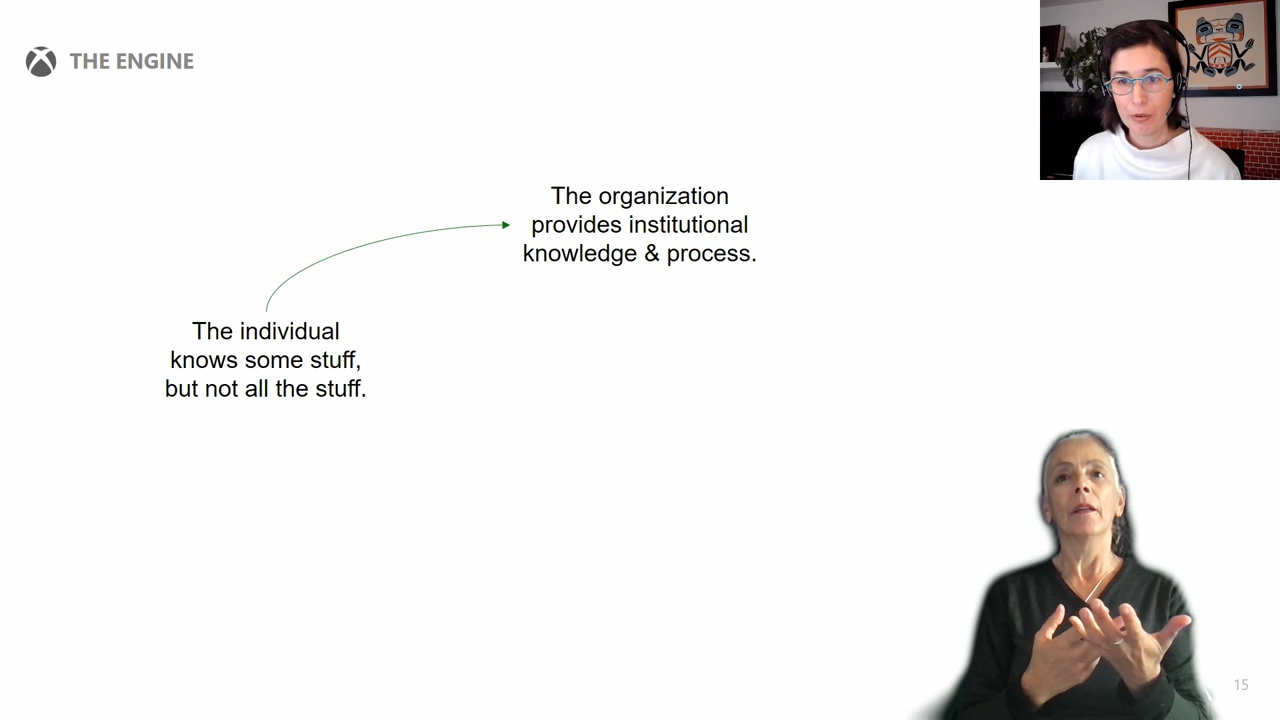 THE ENGINE
The organization
provides institutional
knowledge & process.
The individual
knows some stuff,
but not all the stuff.
15